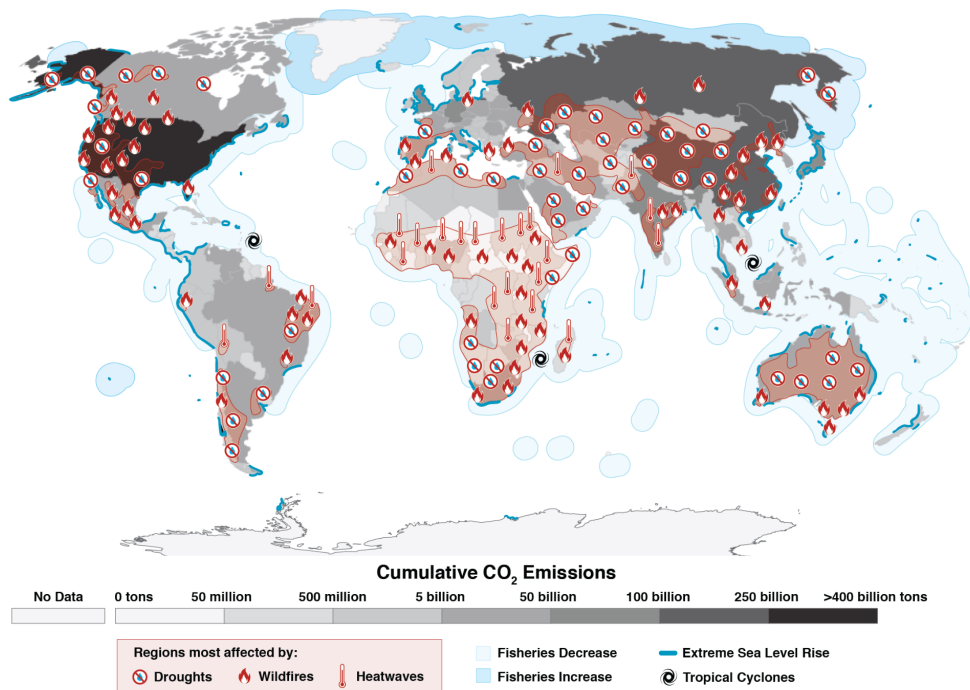 Cumulative CO₂ Emissions
No Data 0 tons 50 million 500 million 5 billion 50 billion 100 billion 250 billion >400 billion tons
Regions most affected by:
Droughts Wildfires Heatwaves
Fisheries Decrease
Fisheries Increase
Extreme Sea Level Rise
Tropical Cyclones